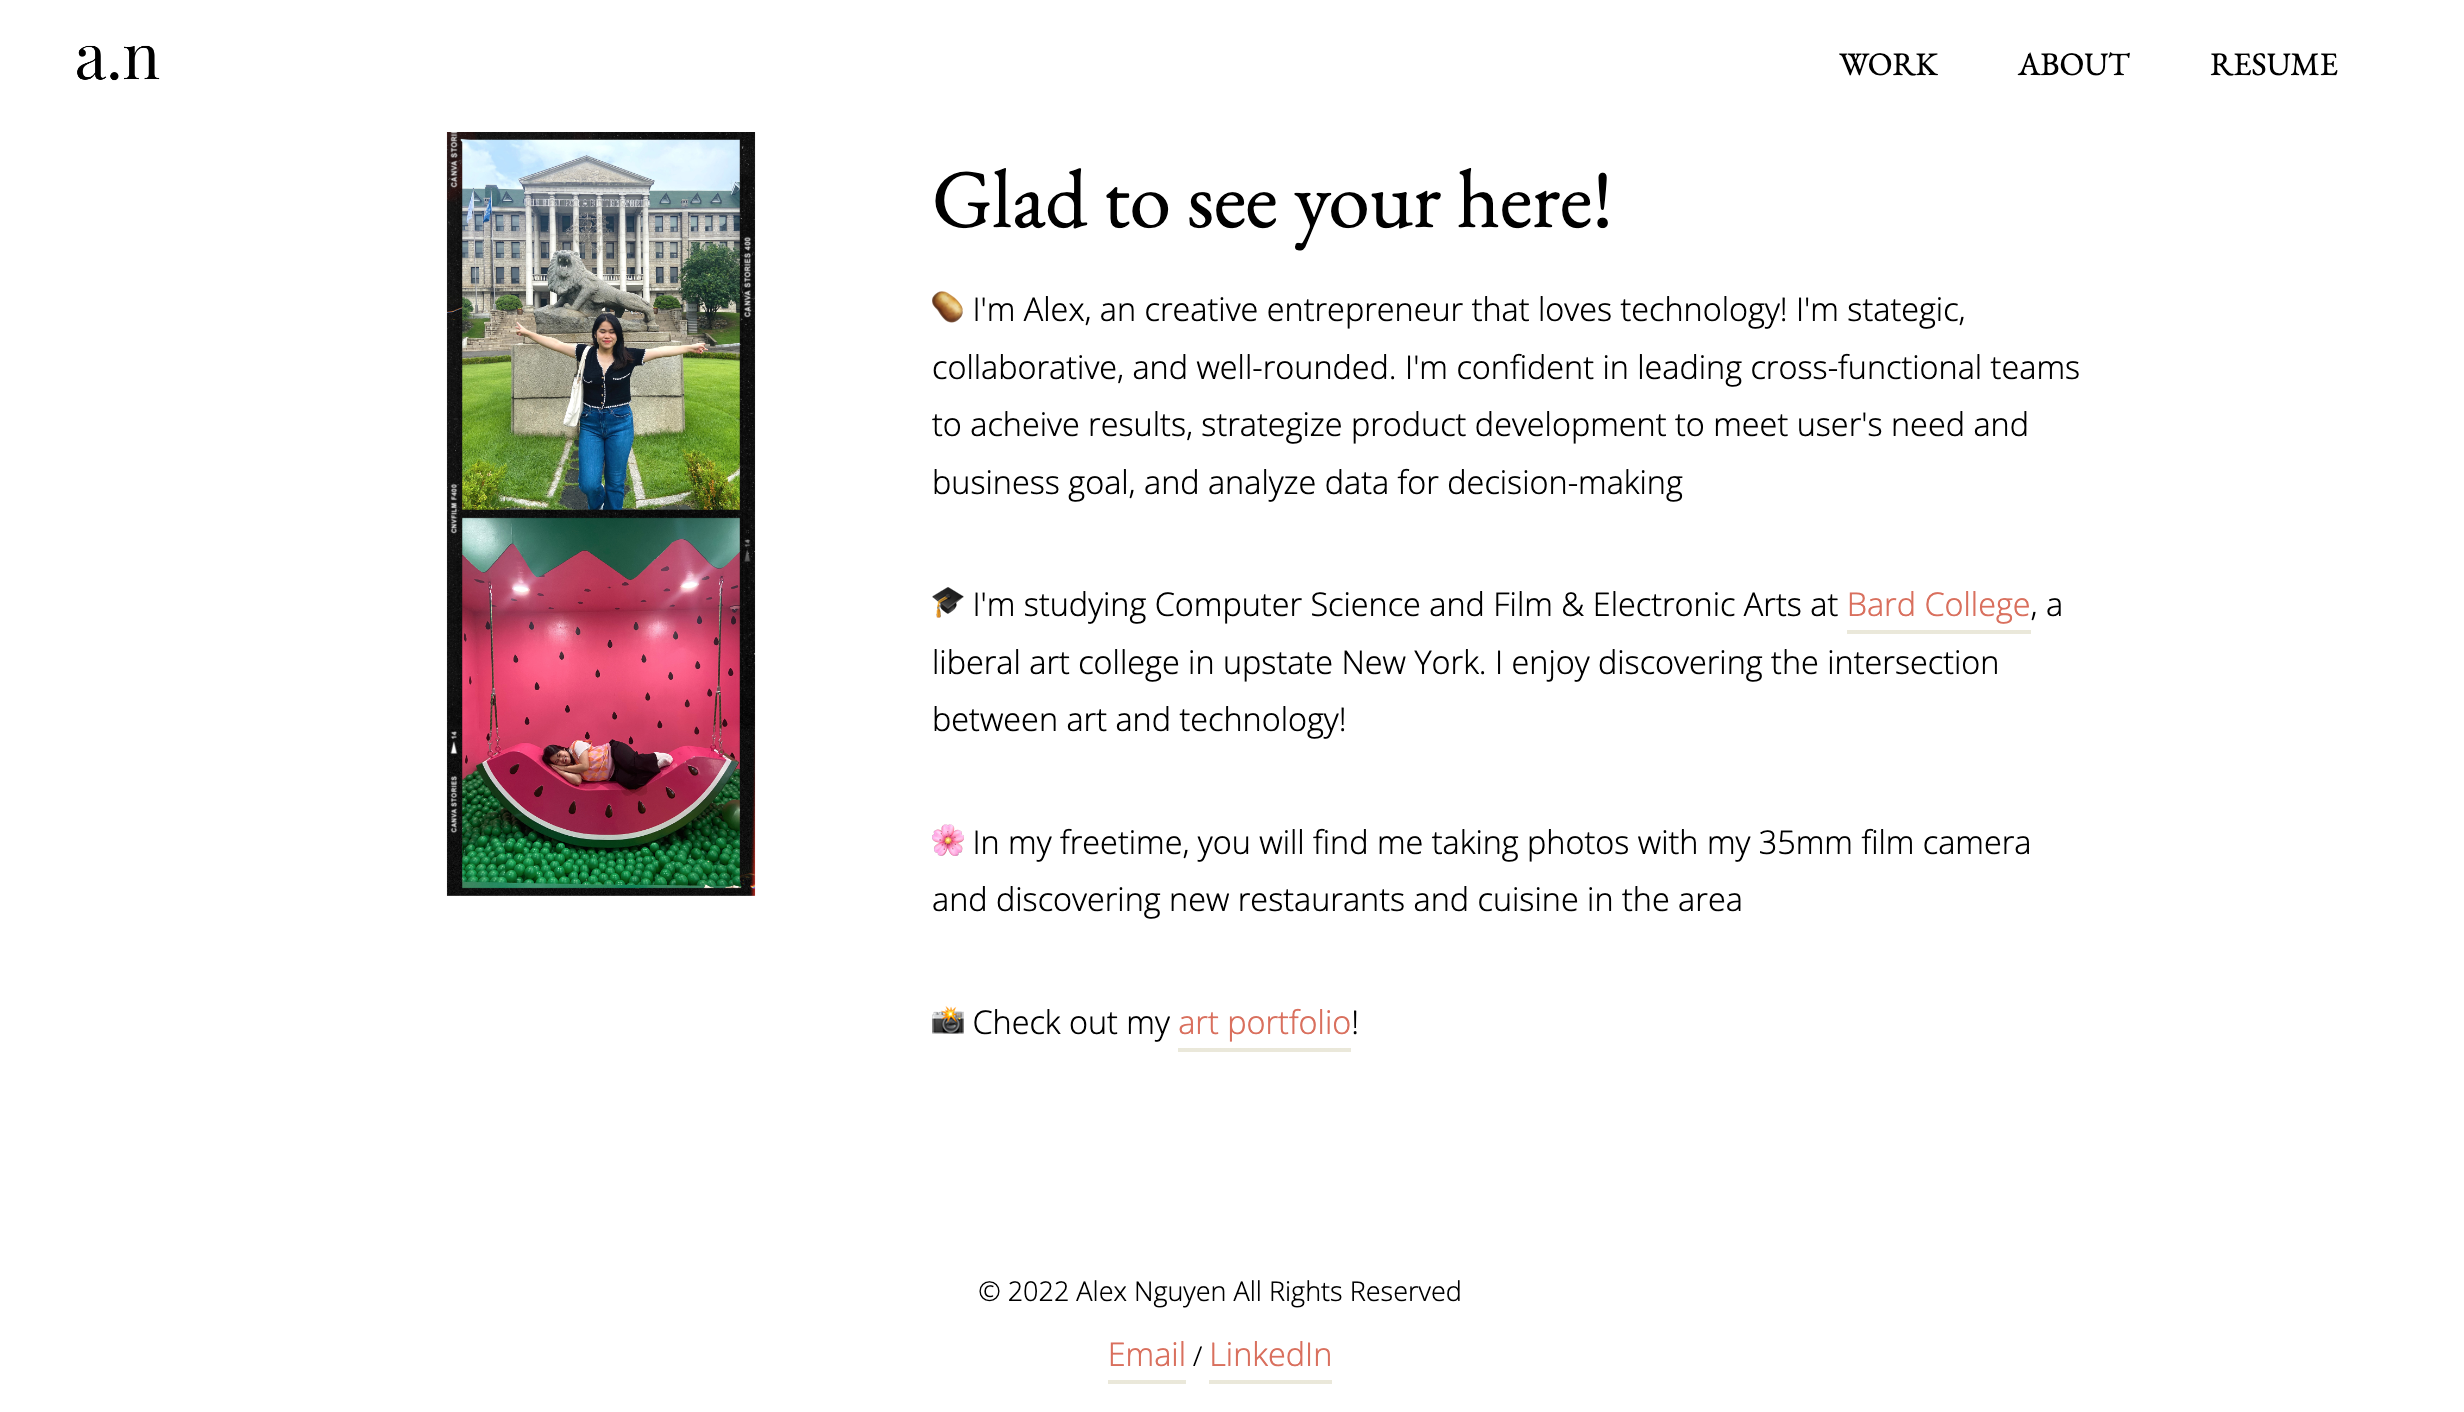 a.n
WORK
ABOUT
RESUME
CANVA STORI
CANVA STORIES 400
CNVFILM F400
14
CANVA STORIES
Glad to see your here!
🥔 I'm Alex, an creative entrepreneur that loves technology! I'm stategic,
collaborative, and well-rounded. I'm confident in leading cross-functional teams
to acheive results, strategize product development to meet user's need and
business goal, and analyze data for decision-making
🎓 I'm studying Computer Science and Film & Electronic Arts at Bard College, a
liberal art college in upstate New York. I enjoy discovering the intersection
between art and technology!
🌸 In my freetime, you will find me taking photos with my 35mm film camera
and discovering new restaurants and cuisine in the area
📸 Check out my art portfolio!
© 2022 Alex Nguyen All Rights Reserved
Email / LinkedIn